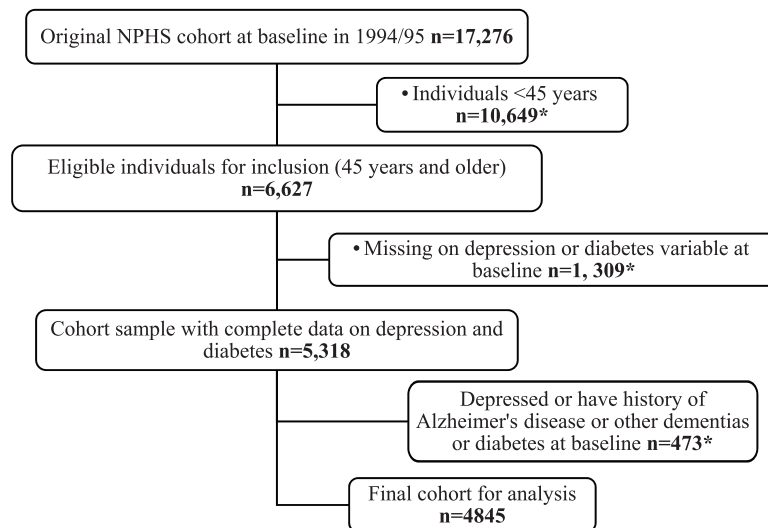 Original NPHS cohort at baseline in 1994/95 n=17,276
• Individuals <45 years
n=10,649*
Eligible individuals for inclusion (45 years and older)
n=6,627
• Missing on depression or diabetes variable at
baseline n=1, 309*
Cohort sample with complete data on depression and
diabetes n=5,318
Depressed or have history of
Alzheimer's disease or other dementias
or diabetes at baseline n=473*
Final cohort for analysis
n=4845